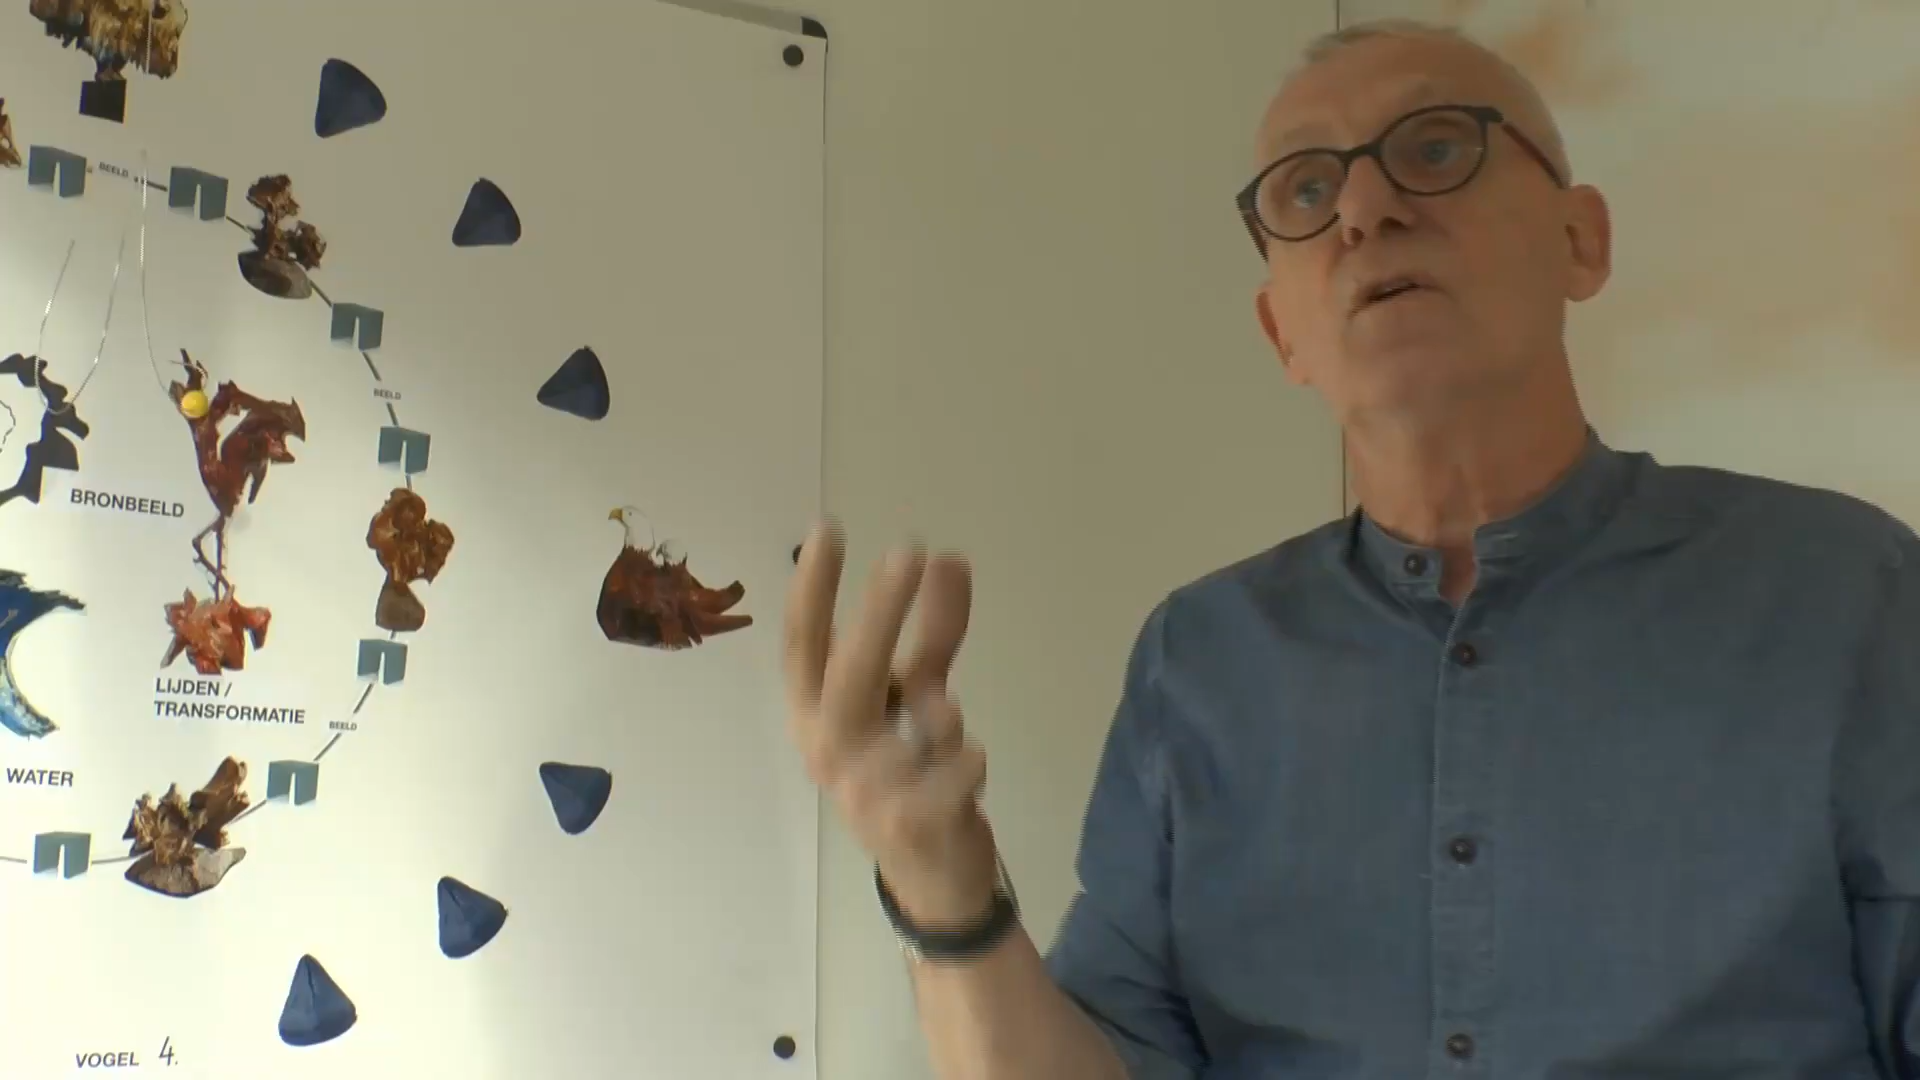 BEELD
BEELD
BRONBEELD
LIJDEN /
TRANSFORMATIE
BEELD
WATER
VOGEL 4.